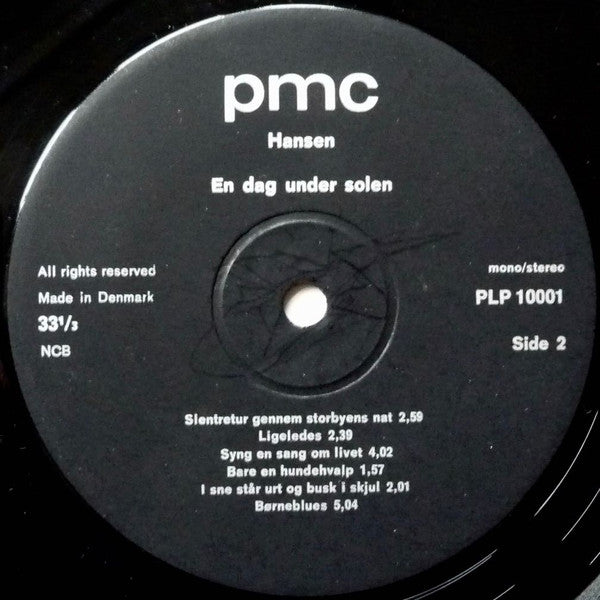 pmc
Hansen
En dag under solen
All rights reserved
Made in Denmark
33 1/3
NCB
mono/stereo
PLP 10001
Side 2
Slentretur gennem storbyens nat 2,59
Ligeledes 2,39
Syng en sang om livet 4,02
Bare en hundehvalp 1,57
I sne står urt og busk i skjul 2,01
Børneblues 5,04